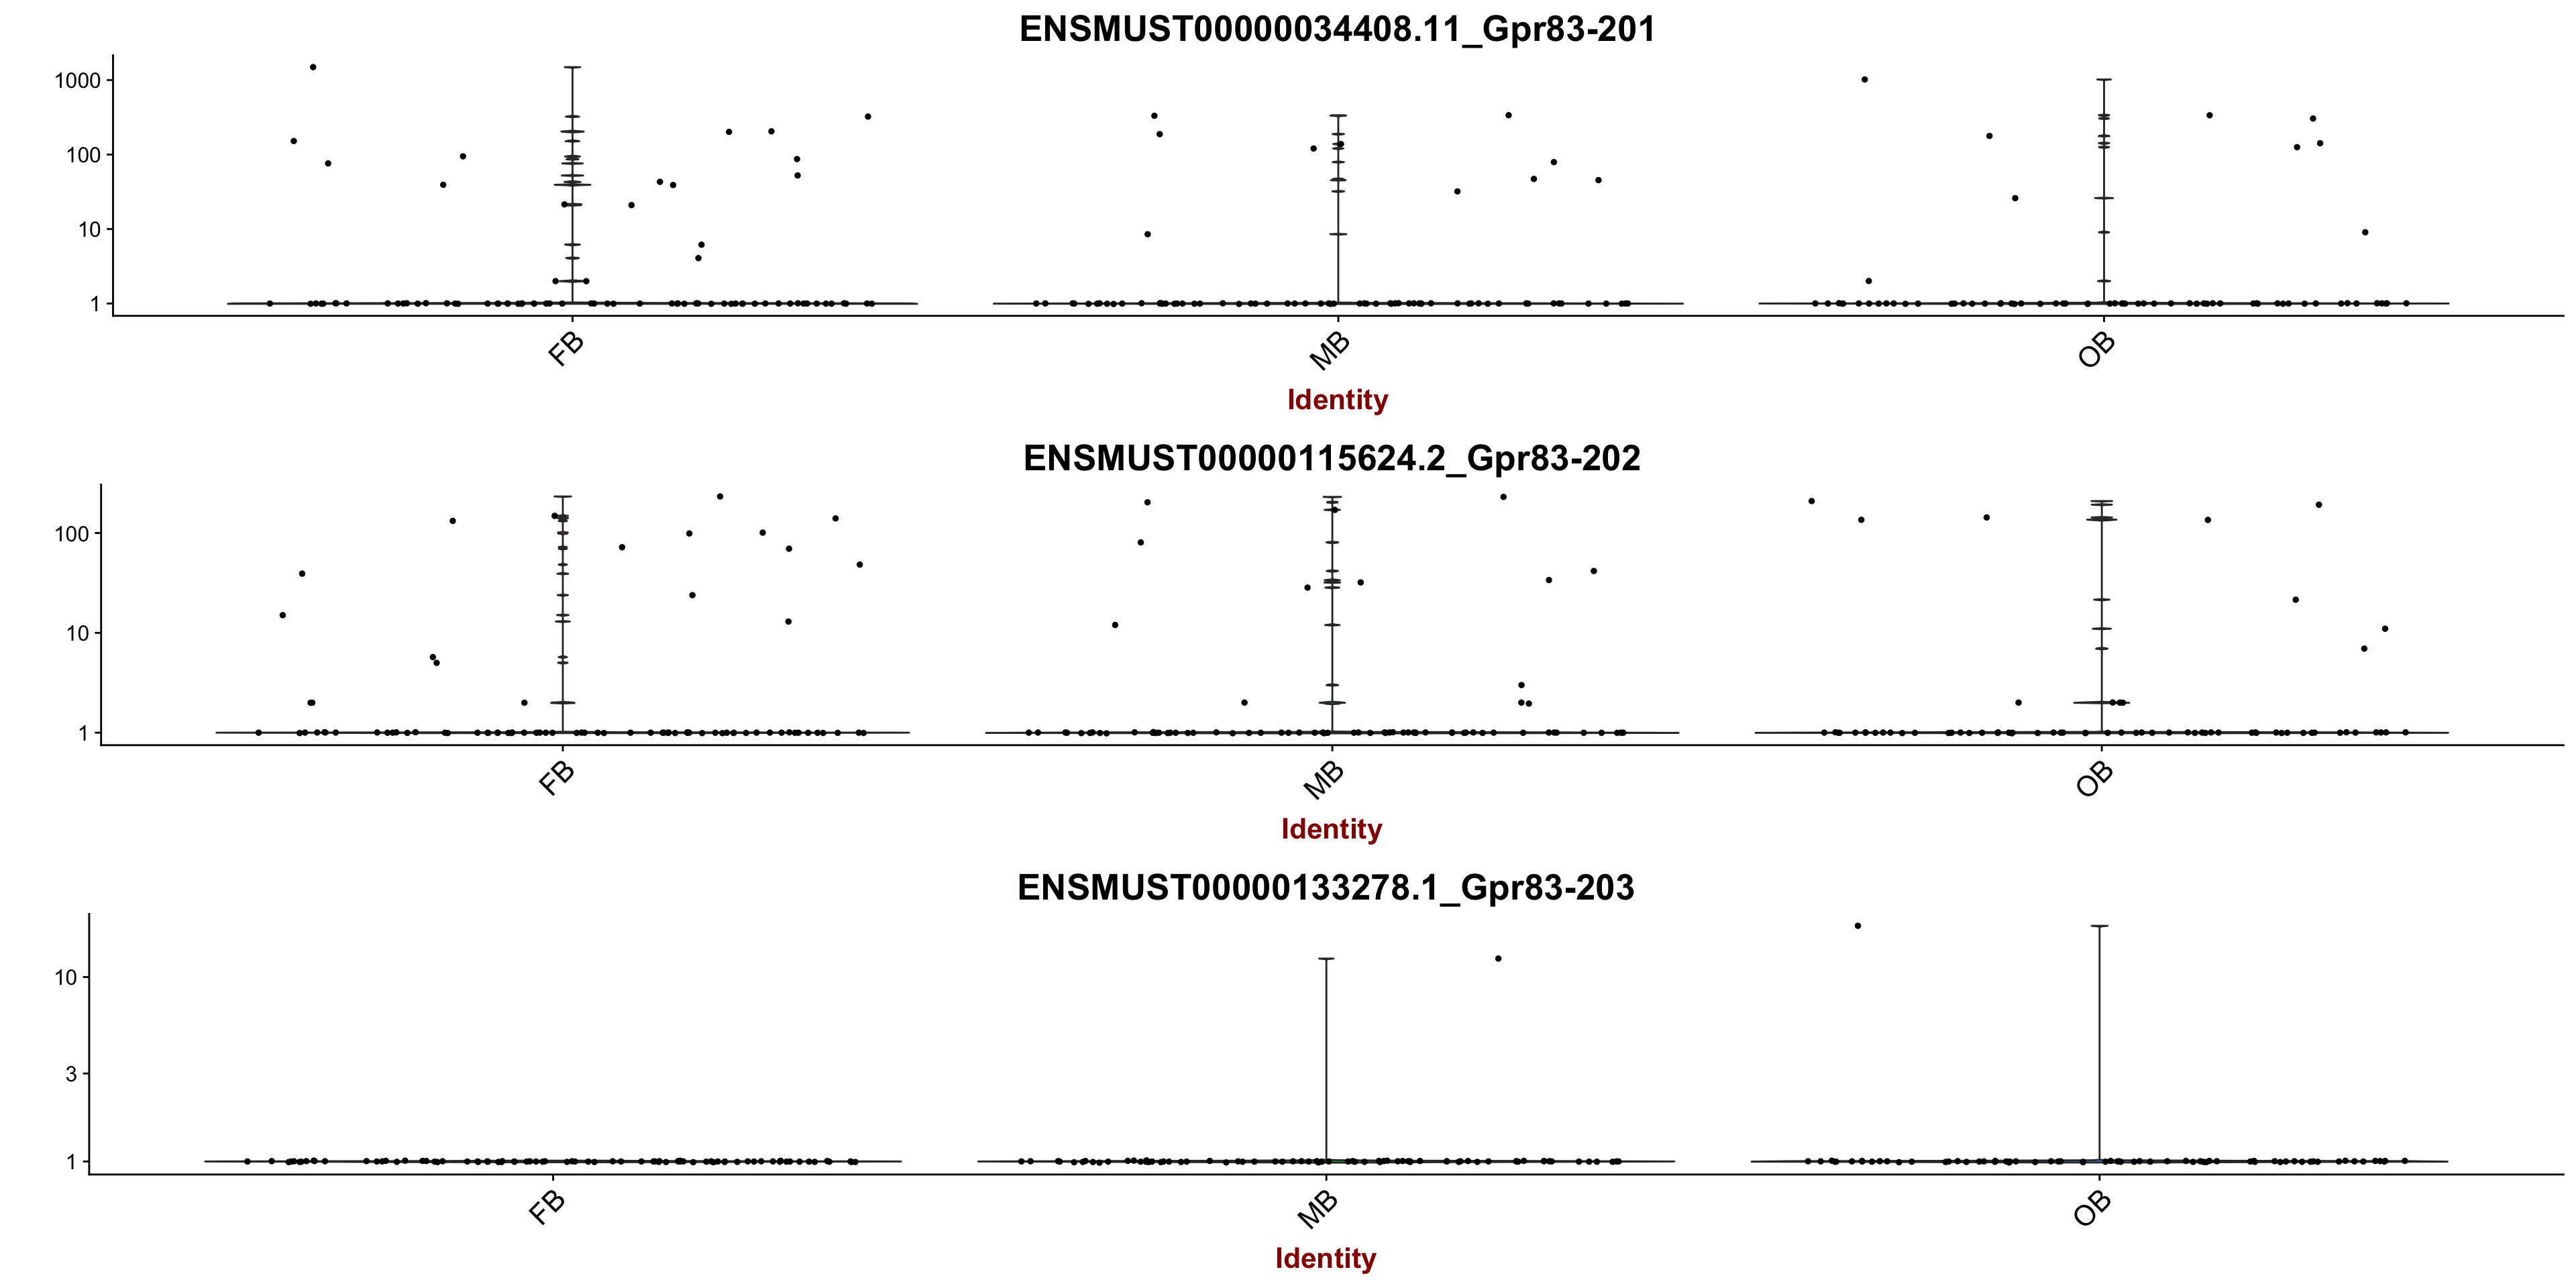 ENSMUST00000034408.11_Gpr83-201
1000
100
10
1
FB MB OB
Identity
ENSMUST00000115624.2_Gpr83-202
100
10
1
FB MB OB
Identity
ENSMUST00000133278.1_Gpr83-203
10
3
1
FB MB OB
Identity